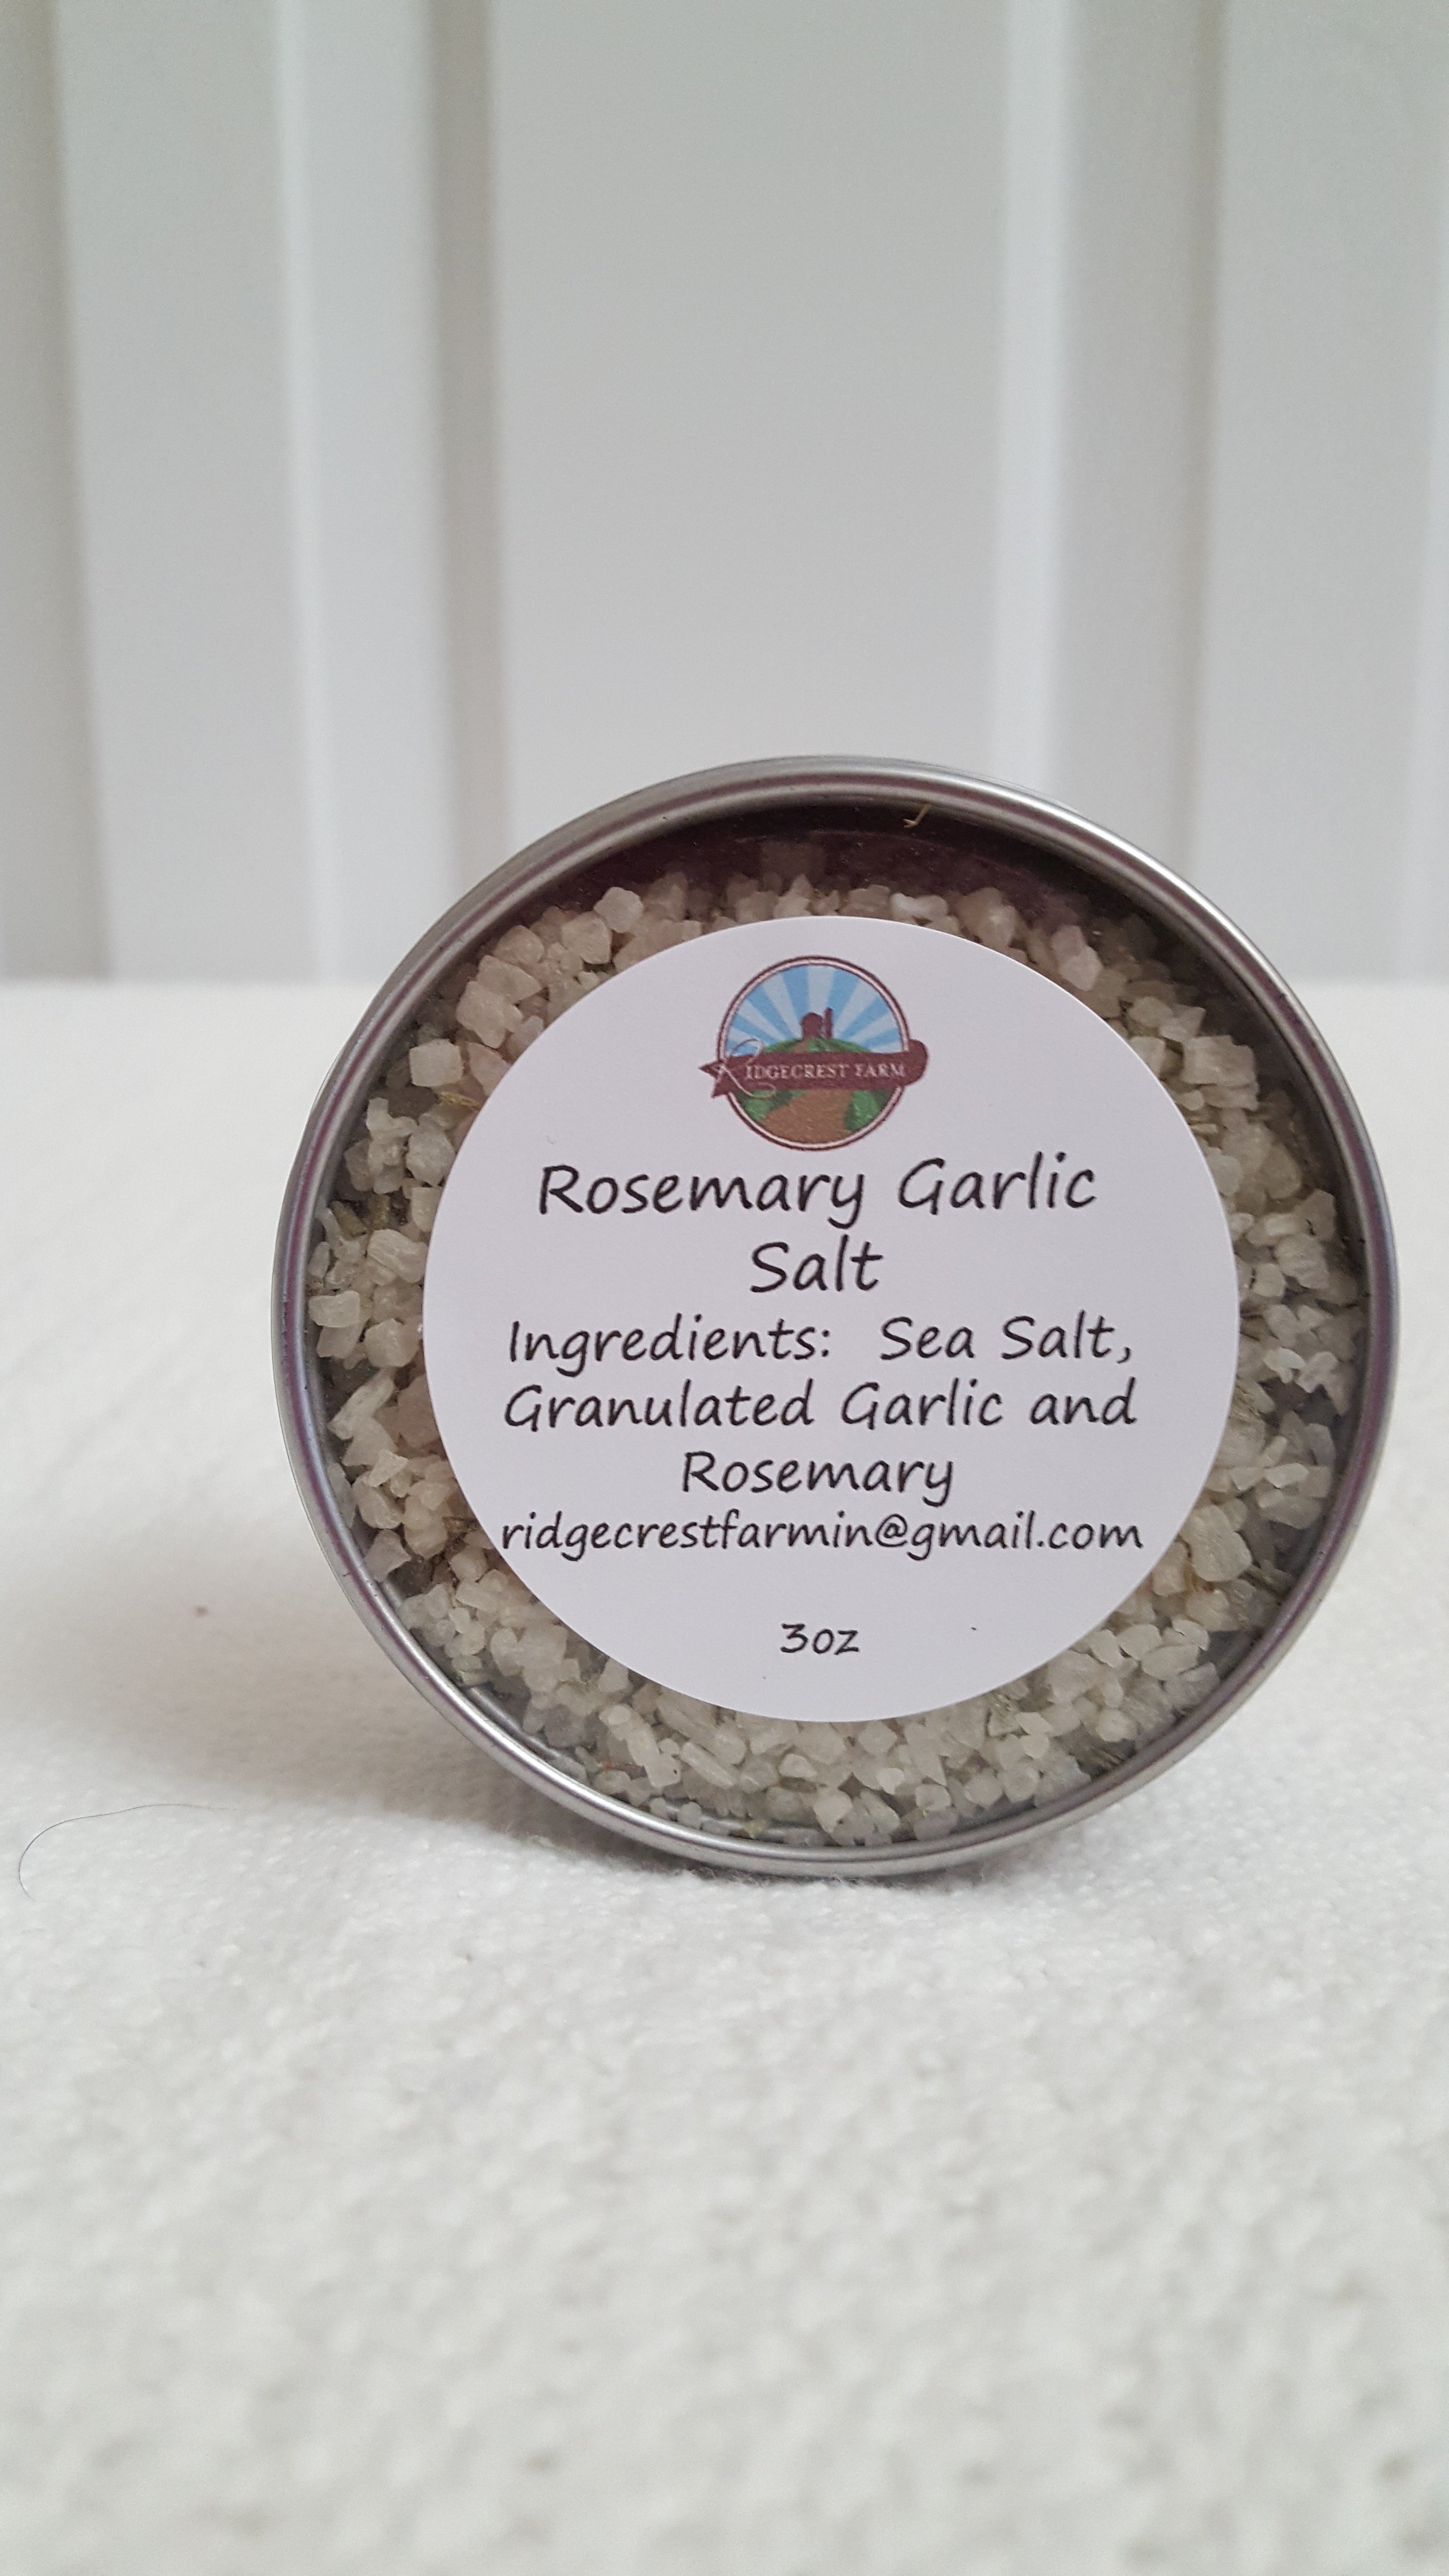 RIDGECREST FARM
Rosemary Garlic
Salt
Ingredients: Sea Salt,
Granulated Garlic and
Rosemary
ridgecrestfarmin@gmail.com
3oz